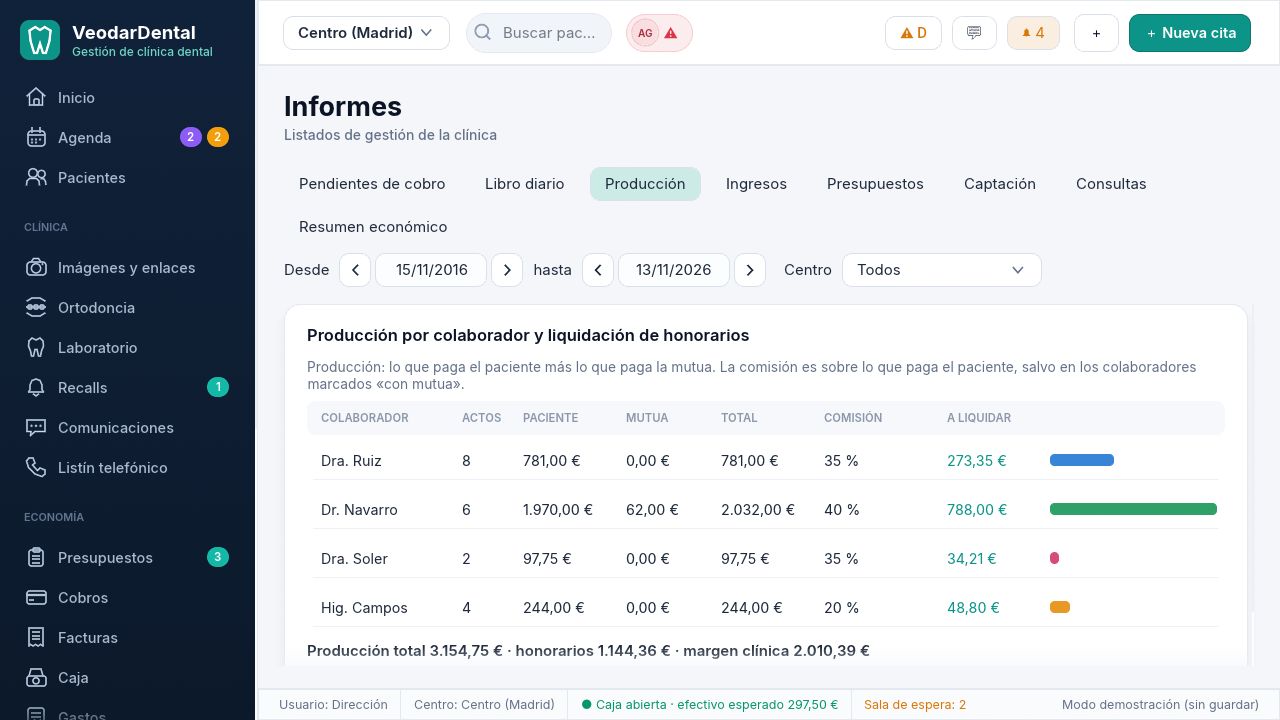 VeodarDental
Gestión de clínica dental
Inicio
Agenda 2 2
Pacientes
CLÍNICA
Imágenes y enlaces
Ortodoncia
Laboratorio
Recalls 1
Comunicaciones
Listín telefónico
ECONOMÍA
Presupuestos 3
Cobros
Facturas
Caja
Gastos
Centro (Madrid) Buscar pac... AG D 4 + + Nueva cita
Informes
Listados de gestión de la clínica
Pendientes de cobro Libro diario Producción Ingresos Presupuestos Captación Consultas
Resumen económico
Desde 15/11/2016 hasta 13/11/2026 Centro Todos
Producción por colaborador y liquidación de honorarios
Producción: lo que paga el paciente más lo que paga la mutua. La comisión es sobre lo que paga el paciente, salvo en los colaboradores
marcados «con mutua».
COLABORADOR ACTOS PACIENTE MUTUA TOTAL COMISIÓN A LIQUIDAR
Dra. Ruiz 8 781,00 € 0,00 € 781,00 € 35 % 273,35 €
Dr. Navarro 6 1.970,00 € 62,00 € 2.032,00 € 40 % 788,00 €
Dra. Soler 2 97,75 € 0,00 € 97,75 € 35 % 34,21 €
Hig. Campos 4 244,00 € 0,00 € 244,00 € 20 % 48,80 €
Producción total 3.154,75 € · honorarios 1.144,36 € · margen clínica 2.010,39 €
Usuario: Dirección Centro: Centro (Madrid) ● Caja abierta · efectivo esperado 297,50 € Sala de espera: 2 Modo demostración (sin guardar)